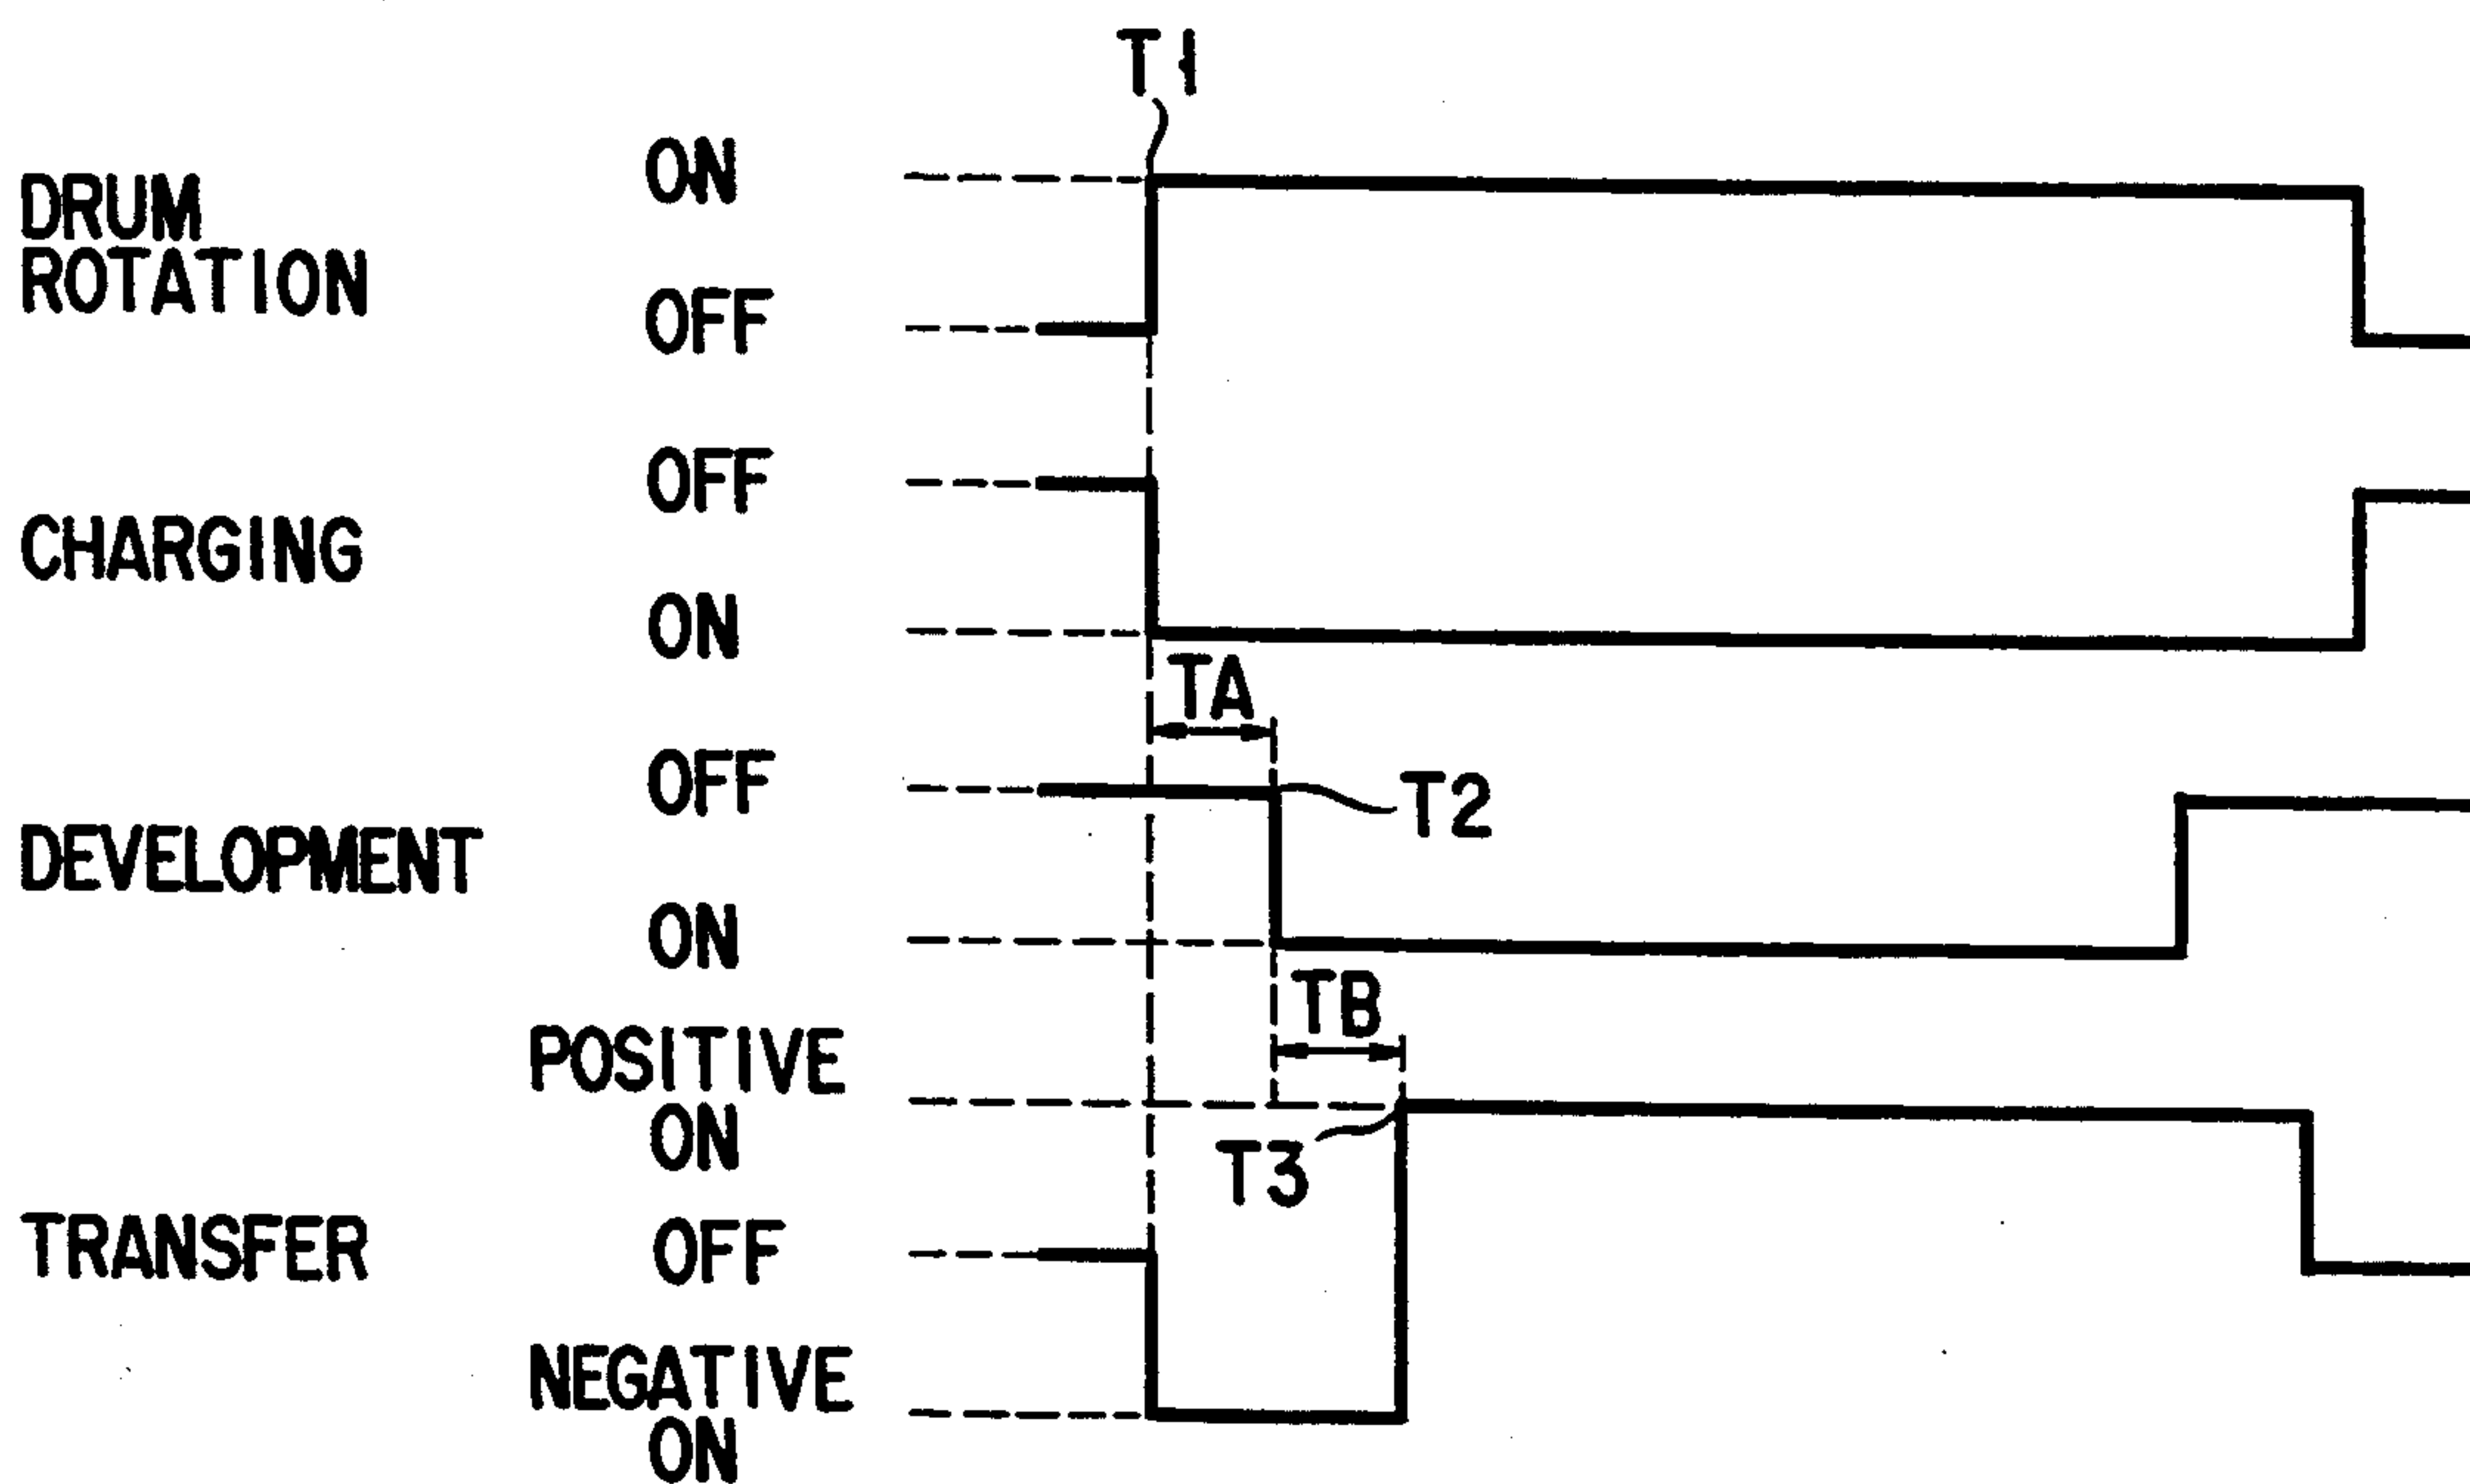 T1
DRUM
ROTATION
ON
OFF
CHARGING
OFF
ON
TA
DEVELOPMENT
OFF
T2
ON
TB
TRANSFER
POSITIVE
ON
T3
OFF
NEGATIVE
ON